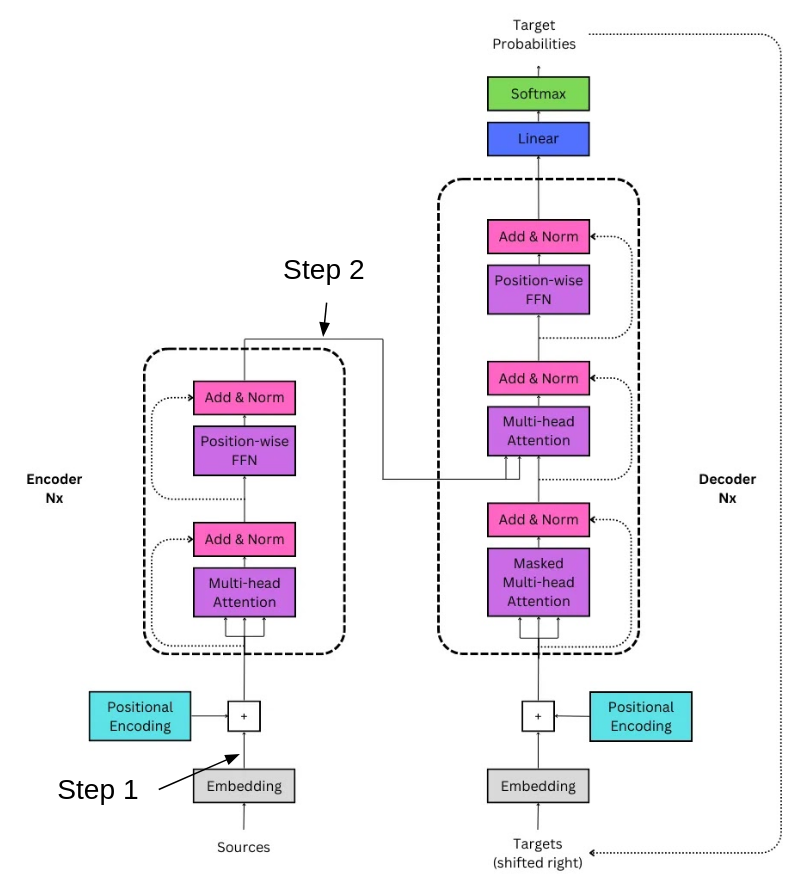 Target
Probabilities
Softmax
Linear
Add & Norm
Position-wise
FFN
Step 2
Add & Norm
Multi-head
Attention
Add & Norm
Position-wise
FFN
Encoder
Nx
Decoder
Nx
Add & Norm
Masked
Multi-head
Attention
Add & Norm
Multi-head
Attention
Positional
Encoding
+
+
Positional
Encoding
Step 1
Embedding
Embedding
Sources
Targets
(shifted right)